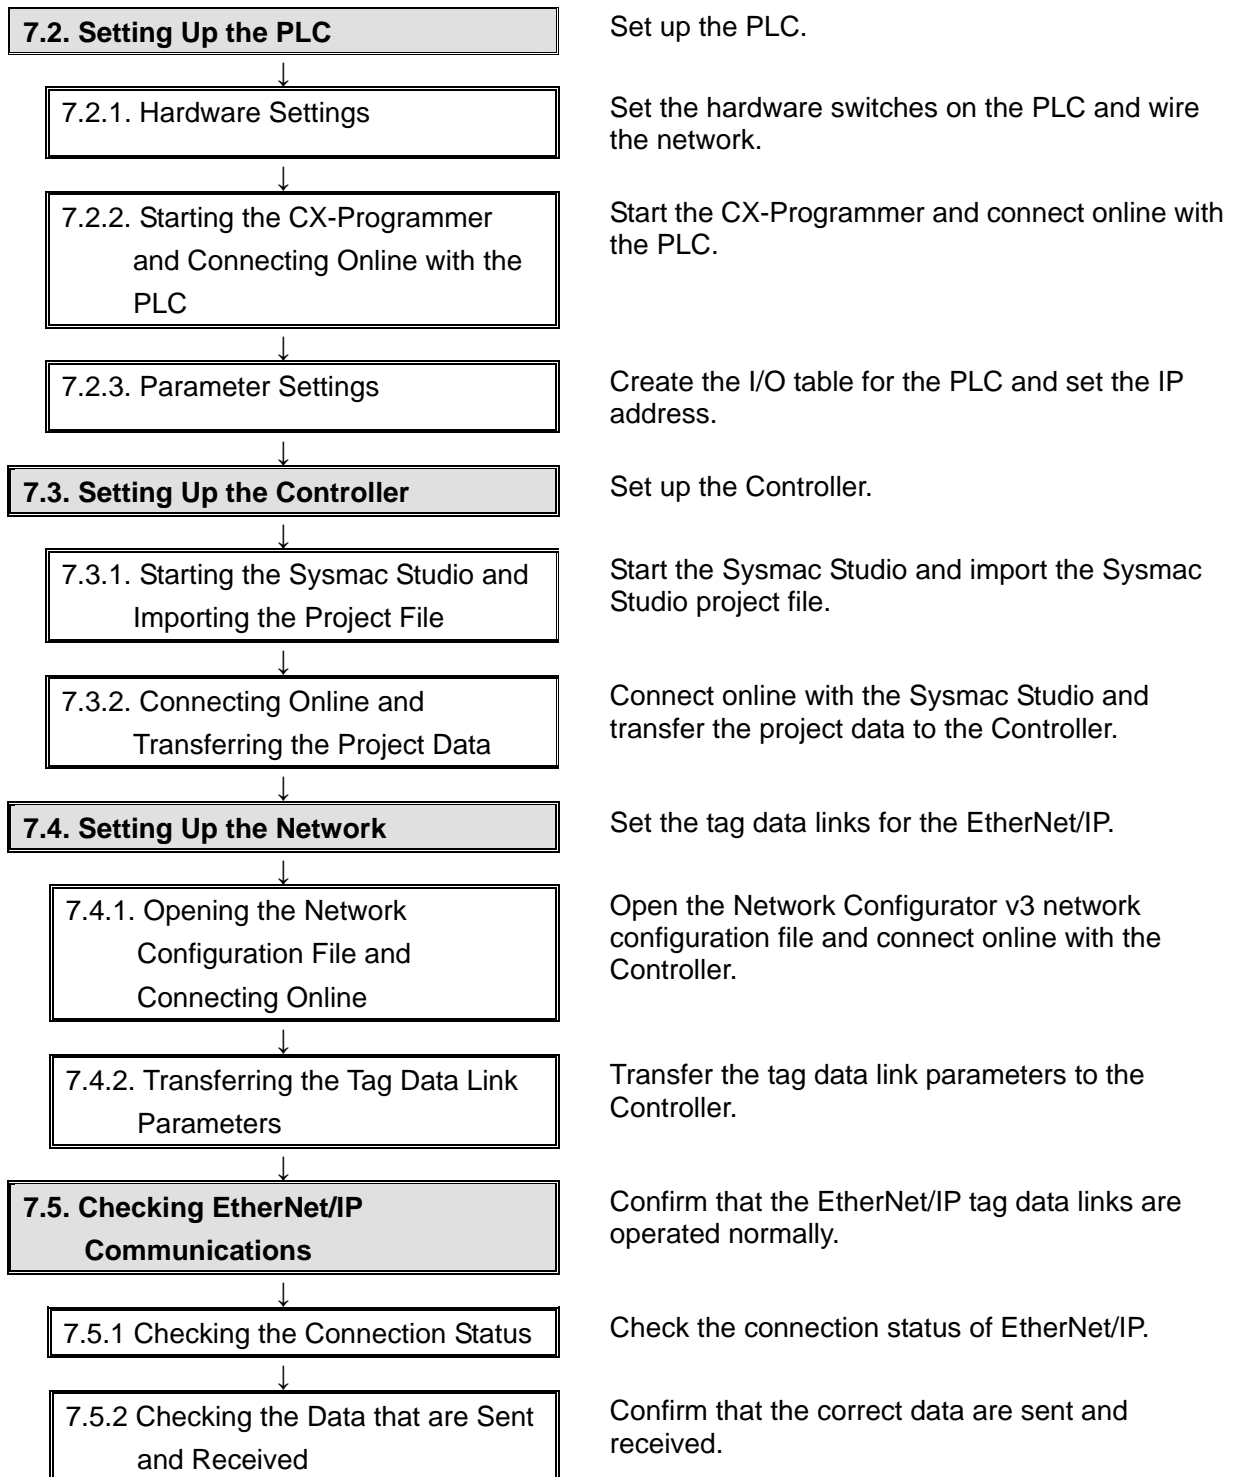 7.2. Setting Up the PLC
Set up the PLC.
↓
7.2.1. Hardware Settings
Set the hardware switches on the PLC and wire
the network.
↓
7.2.2. Starting the CX-Programmer
and Connecting Online with the
PLC
Start the CX-Programmer and connect online with
the PLC.
↓
7.2.3. Parameter Settings
Create the I/O table for the PLC and set the IP
address.
↓
7.3. Setting Up the Controller
Set up the Controller.
↓
7.3.1. Starting the Sysmac Studio and
Importing the Project File
Start the Sysmac Studio and import the Sysmac
Studio project file.
↓
7.3.2. Connecting Online and
Transferring the Project Data
Connect online with the Sysmac Studio and
transfer the project data to the Controller.
↓
7.4. Setting Up the Network
Set the tag data links for the EtherNet/IP.
↓
7.4.1. Opening the Network
Configuration File and
Connecting Online
Open the Network Configurator v3 network
configuration file and connect online with the
Controller.
↓
7.4.2. Transferring the Tag Data Link
Parameters
Transfer the tag data link parameters to the
Controller.
↓
7.5. Checking EtherNet/IP
Communications
Confirm that the EtherNet/IP tag data links are
operated normally.
↓
7.5.1 Checking the Connection Status
Check the connection status of EtherNet/IP.
↓
7.5.2 Checking the Data that are Sent
and Received
Confirm that the correct data are sent and
received.